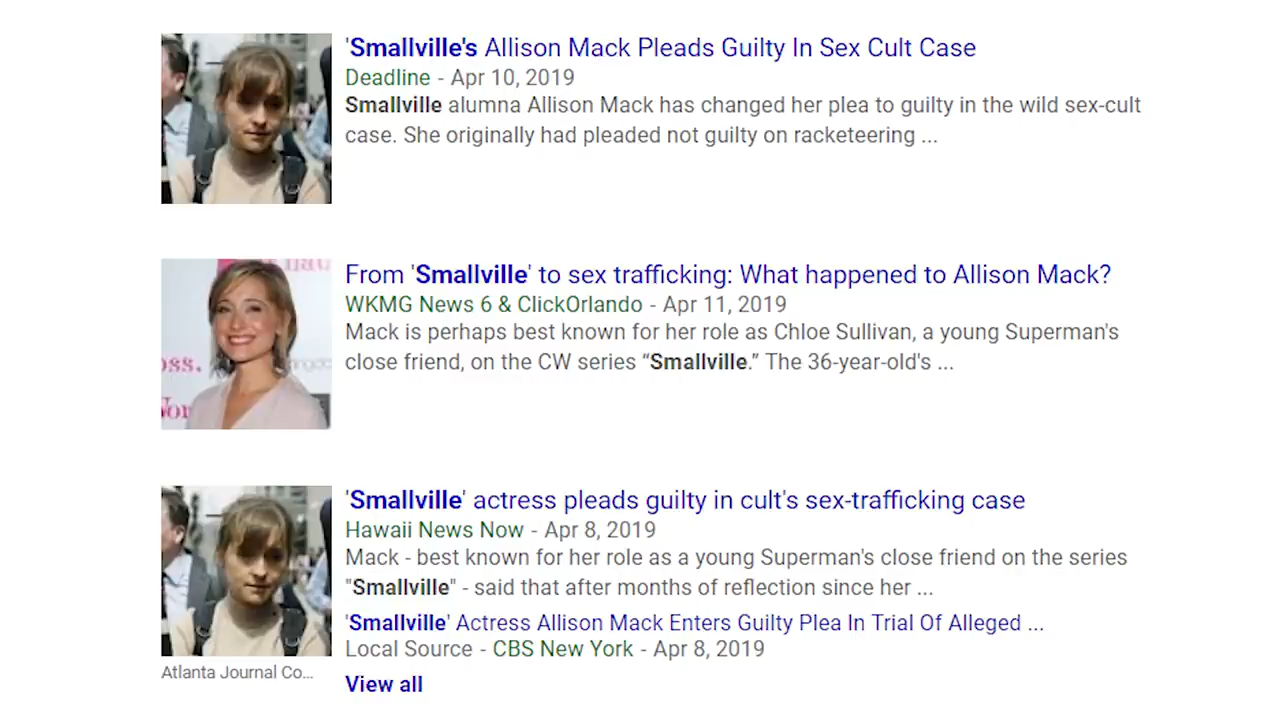 'Smallville's Allison Mack Pleads Guilty In Sex Cult Case
Deadline - Apr 10, 2019
Smallville alumna Allison Mack has changed her plea to guilty in the wild sex-cult
case. She originally had pleaded not guilty on racketeering ...
From 'Smallville' to sex trafficking: What happened to Allison Mack?
WKMG News 6 & ClickOrlando - Apr 11, 2019
Mack is perhaps best known for her role as Chloe Sullivan, a young Superman's
close friend, on the CW series “Smallville.” The 36-year-old's ...
oss.
'Smallville' actress pleads guilty in cult's sex-trafficking case
Hawaii News Now - Apr 8, 2019
Mack - best known for her role as a young Superman's close friend on the series
"Smallville" - said that after months of reflection since her ...
'Smallville' Actress Allison Mack Enters Guilty Plea In Trial Of Alleged ...
Local Source - CBS New York - Apr 8, 2019
Atlanta Journal Co...
View all